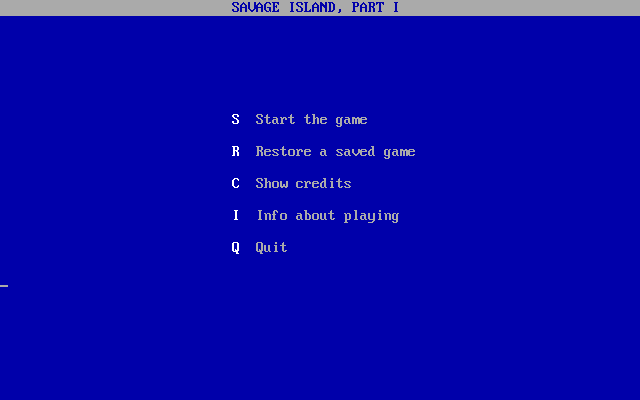 SAVAGE ISLAND, PART I
S Start the game
R Restore a saved game
C Show credits
I Info about playing
Q Quit